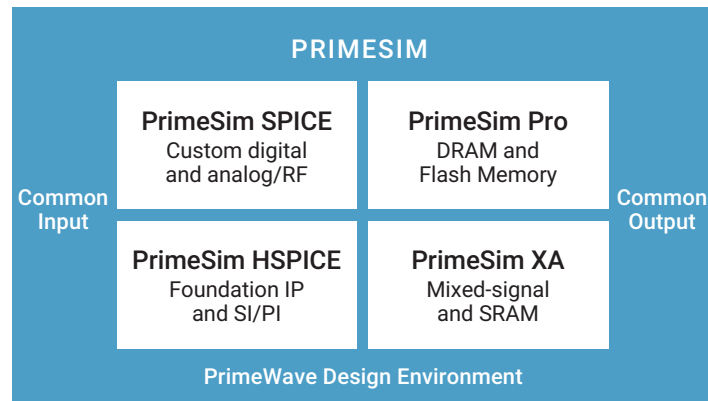 PRIMESIM
PrimeSim SPICE
Custom digital
and analog/RF
PrimeSim Pro
DRAM and
Flash Memory
Common
Input
Common
Output
PrimeSim HSPICE
Foundation IP
and SI/PI
PrimeSim XA
Mixed-signal
and SRAM
PrimeWave Design Environment